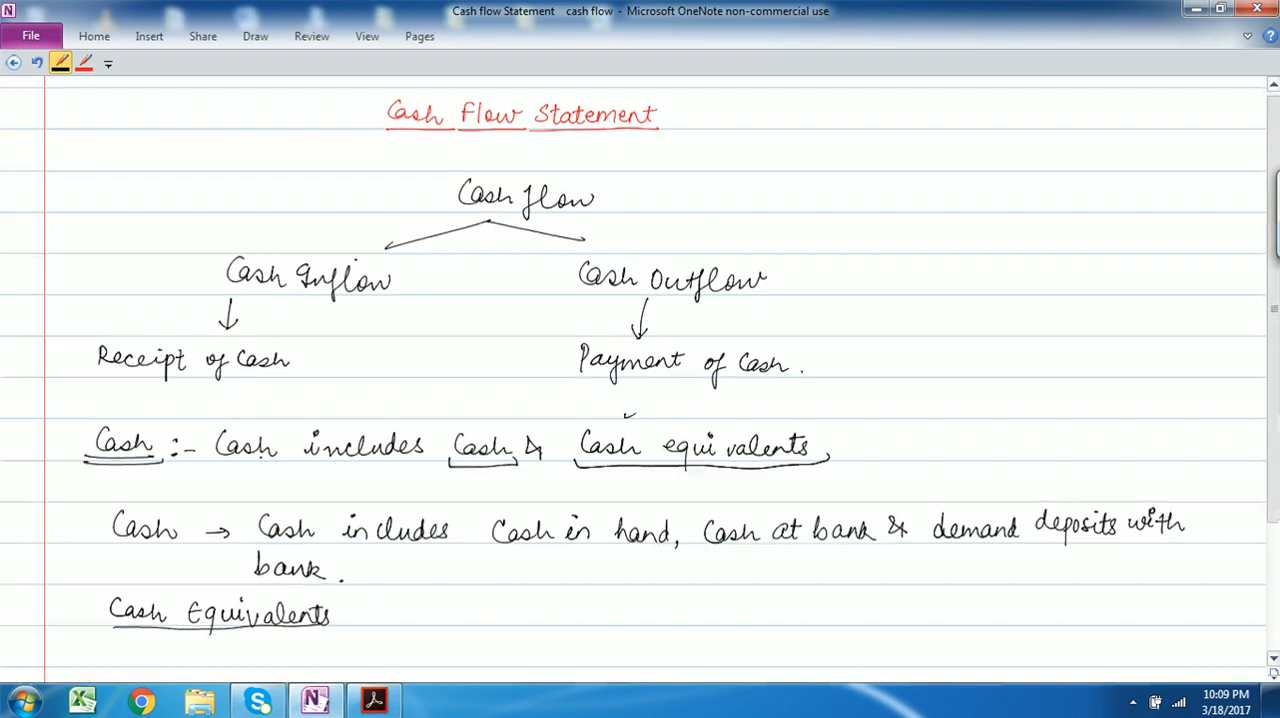 Cash flow Statement   cash flow - Microsoft OneNote non-commercial use
File Home Insert Share Draw Review View Pages
Cash Flow Statement
Cash flow
Cash Inflow Cash Outflow
Receipt of Cash Payment of Cash.
Cash :- Cash includes Cash & Cash equivalents
Cash → Cash includes Cash in hand, Cash at bank & demand deposits with
bank.
Cash Equivalents
10:09 PM
3/18/2017